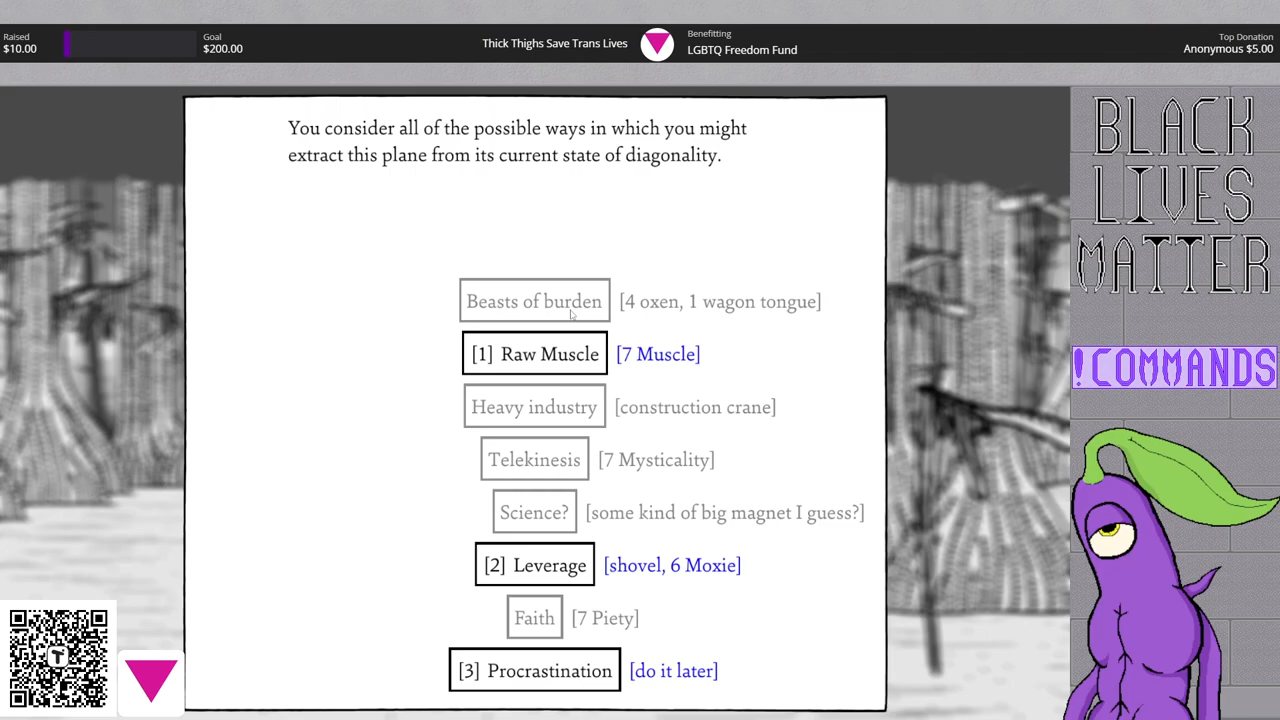 Raised
$10.00
Goal
$200.00
Thick Thighs Save Trans Lives
Benefitting
LGBTQ Freedom Fund
Top Donation
Anonymous $5.00
You consider all of the possible ways in which you might
extract this plane from its current state of diagonality.
Beasts of burden [4 oxen, 1 wagon tongue]
[1] Raw Muscle [7 Muscle]
Heavy industry [construction crane]
Telekinesis [7 Mysticality]
Science? [some kind of big magnet I guess?]
[2] Leverage [shovel, 6 Moxie]
Faith [7 Piety]
[3] Procrastination [do it later]
BLACK
LIVES
MATTER
!COMMANDS
T